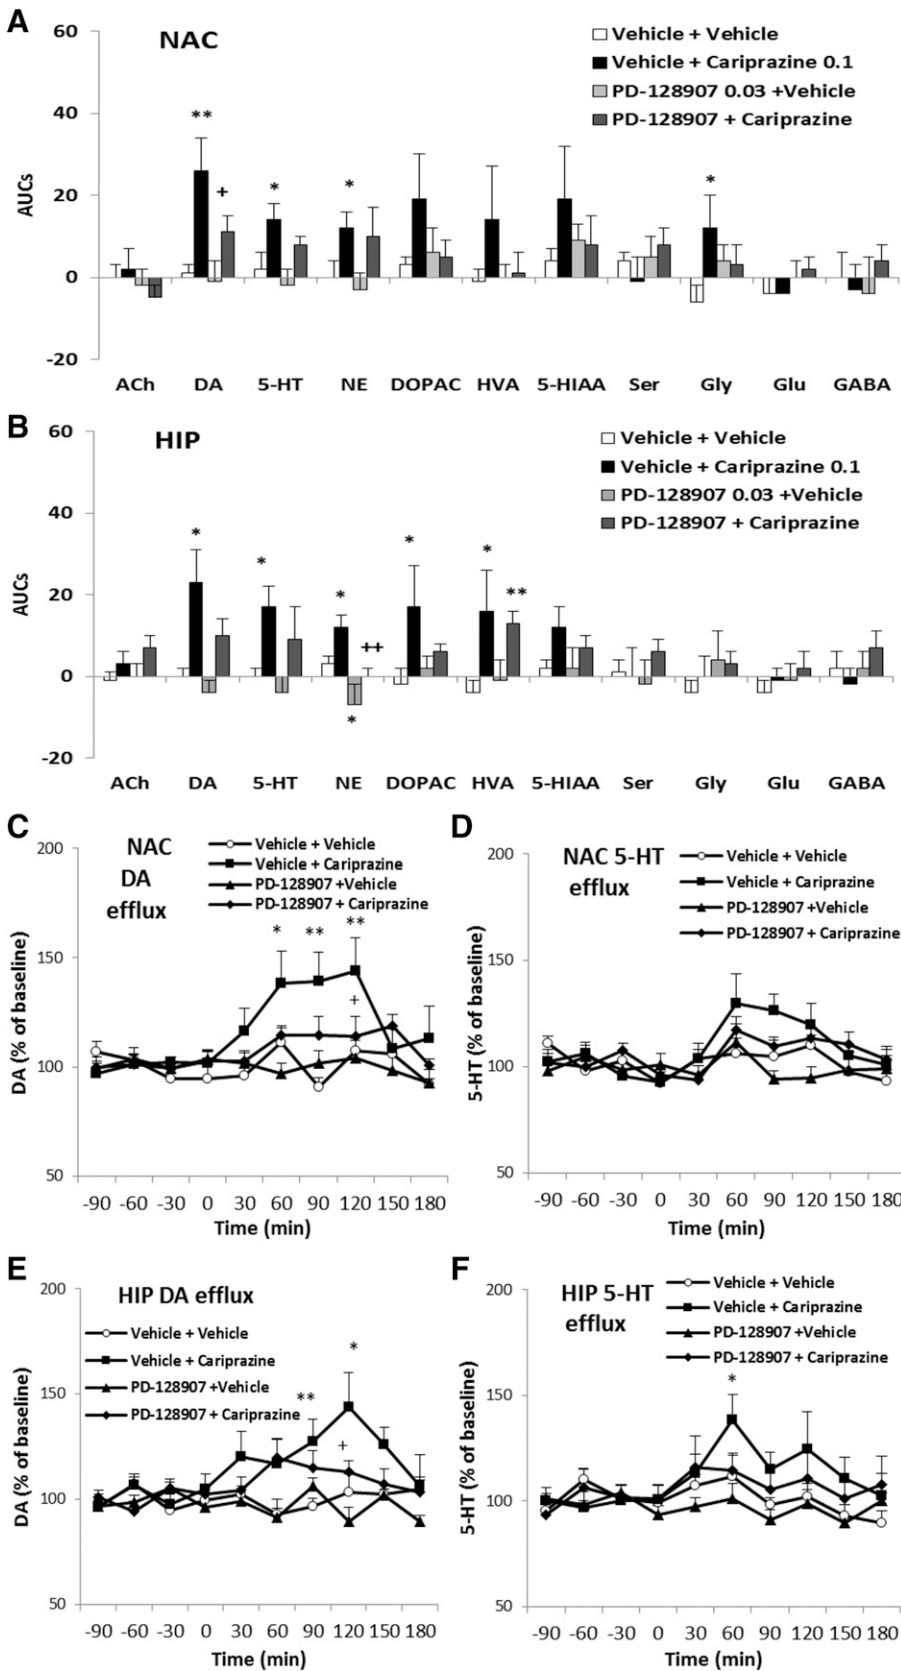 A
NAC
Vehicle + Vehicle
Vehicle + Cariprazine 0.1
PD-128907 0.03 +Vehicle
PD-128907 + Cariprazine
60
40
20
0
-20
AUCs
**
+
*
*
*
ACh DA 5-HT NE DOPAC HVA 5-HIAA Ser Gly Glu GABA
B
HIP
Vehicle + Vehicle
Vehicle + Cariprazine 0.1
PD-128907 0.03 +Vehicle
PD-128907 + Cariprazine
60
40
20
0
-20
AUCs
*
*
*
++
*
*
*
**
ACh DA 5-HT NE DOPAC HVA 5-HIAA Ser Gly Glu GABA
C
NAC
DA
efflux
Vehicle + Vehicle
Vehicle + Cariprazine
PD-128907 +Vehicle
PD-128907 + Cariprazine
200
150
100
50
DA (% of baseline)
* ** **
+
-90 -60 -30 0 30 60 90 120 150 180
Time (min)
D
NAC 5-HT
efflux
Vehicle + Vehicle
Vehicle + Cariprazine
PD-128907 +Vehicle
PD-128907 + Cariprazine
200
150
100
50
5-HT (% of baseline)
-90 -60 -30 0 30 60 90 120 150 180
Time (min)
E
HIP DA efflux
Vehicle + Vehicle
Vehicle + Cariprazine
PD-128907 +Vehicle
PD-128907 + Cariprazine
200
150
100
50
DA (% of baseline)
*
**
+
-90 -60 -30 0 30 60 90 120 150 180
Time (min)
F
HIP 5-HT
efflux
Vehicle + Vehicle
Vehicle + Cariprazine
PD-128907 +Vehicle
PD-128907 + Cariprazine
200
150
100
50
5-HT (% of baseline)
*
-90 -60 -30 0 30 60 90 120 150 180
Time (min)